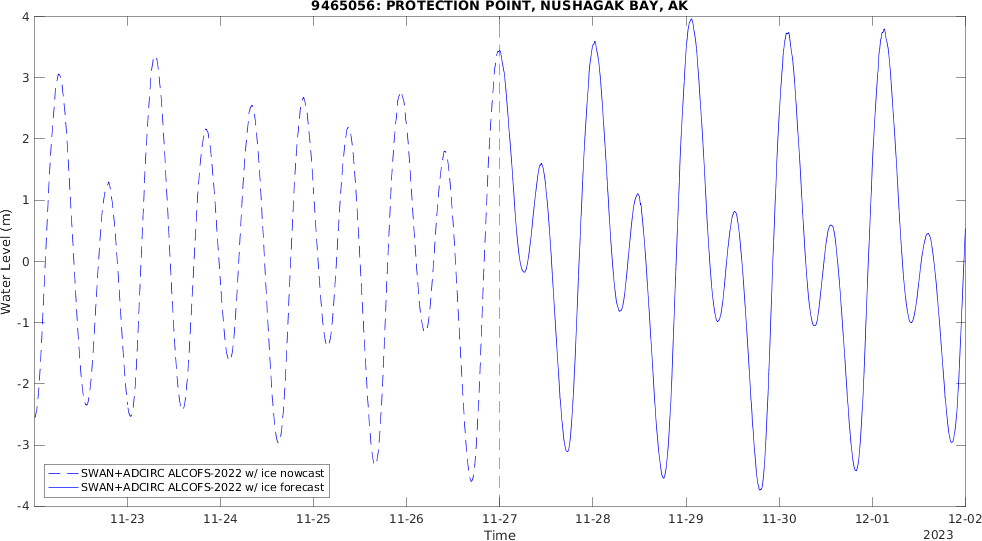 9465056: PROTECTION POINT, NUSHAGAK BAY, AK
4
3
2
1
0
-1
-2
-3
-4
Water Level (m)
SWAN+ADCIRC ALCOFS-2022 w/ ice nowcast
SWAN+ADCIRC ALCOFS-2022 w/ ice forecast
11-23 11-24 11-25 11-26 11-27 11-28 11-29 11-30 12-01 12-02
Time
2023